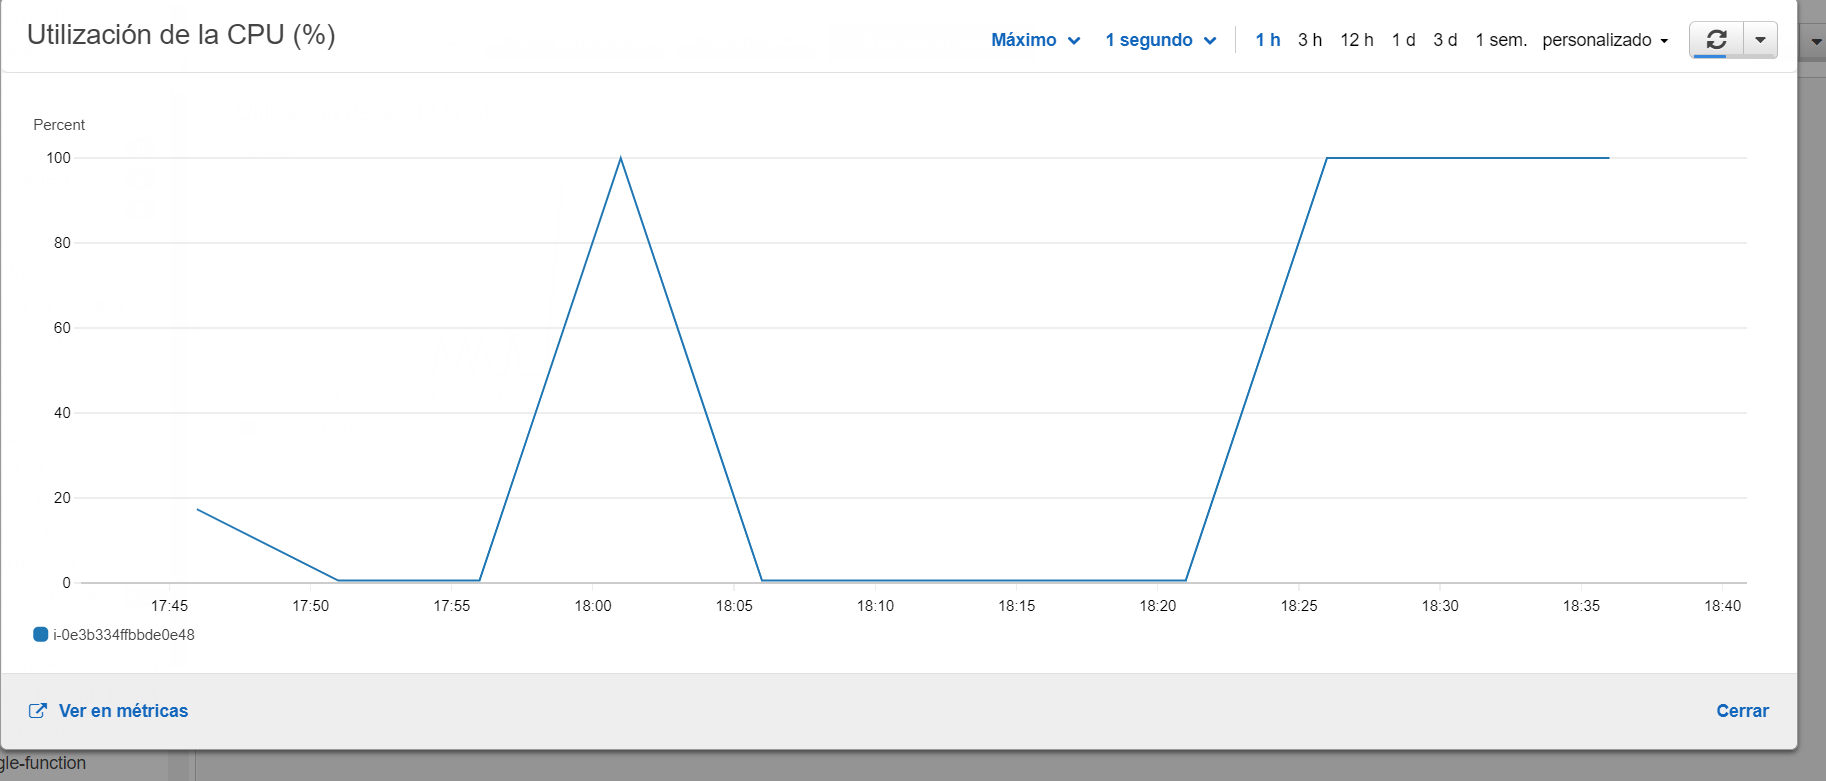 Utilización de la CPU (%)
Máximo 1 segundo 1 h 3 h 12 h 1 d 3 d 1 sem. personalizado
Percent
100
80
60
40
20
0
17:45 17:50 17:55 18:00 18:05 18:10 18:15 18:20 18:25 18:30 18:35 18:40
i-0e3b334ffbbde0e48
Ver en métricas Cerrar
gle-function